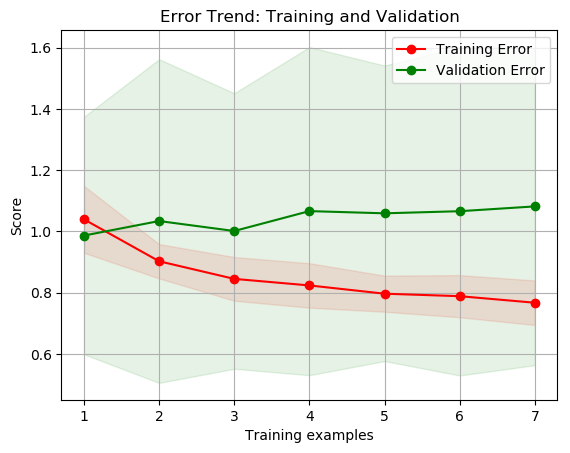 Error Trend: Training and Validation
Training Error
Validation Error
Score
1.6
1.4
1.2
1.0
0.8
0.6
1 2 3 4 5 6 7
Training examples